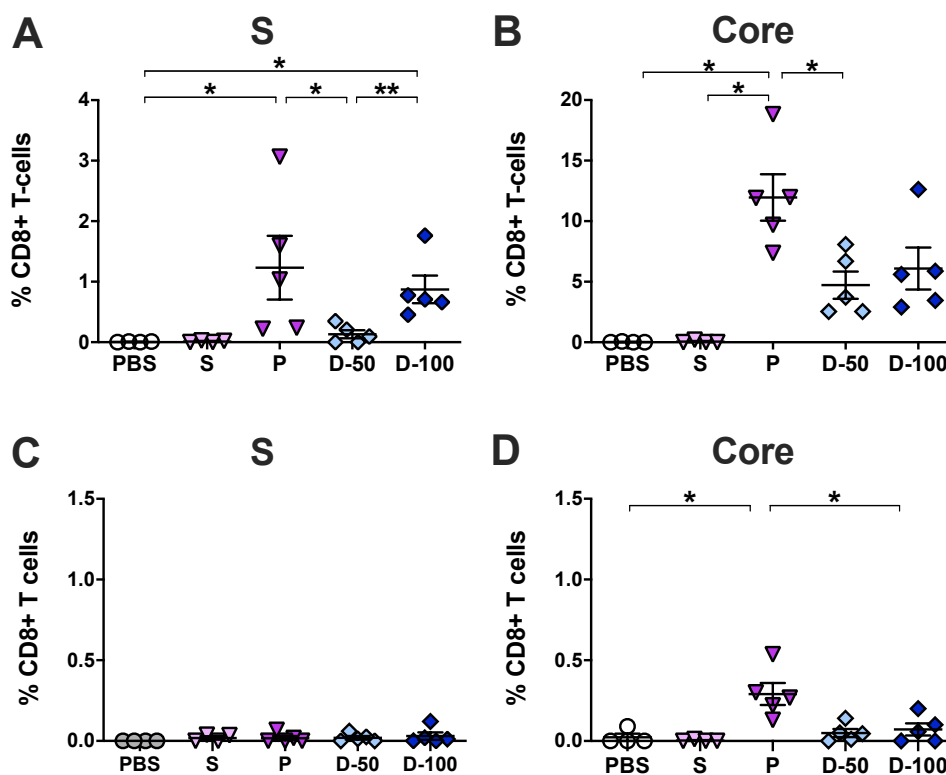 A S
*
* * **
% CD8+ T-cells
4
3
2
1
0
PBS S P D-50 D-100
B Core
* *
*
% CD8+ T-cells
20
15
10
5
0
PBS S P D-50 D-100
C S
% CD8+ T cells
1.5
1.0
0.5
0.0
PBS S P D-50 D-100
D Core
* *
% CD8+ T cells
1.5
1.0
0.5
0.0
PBS S P D-50 D-100